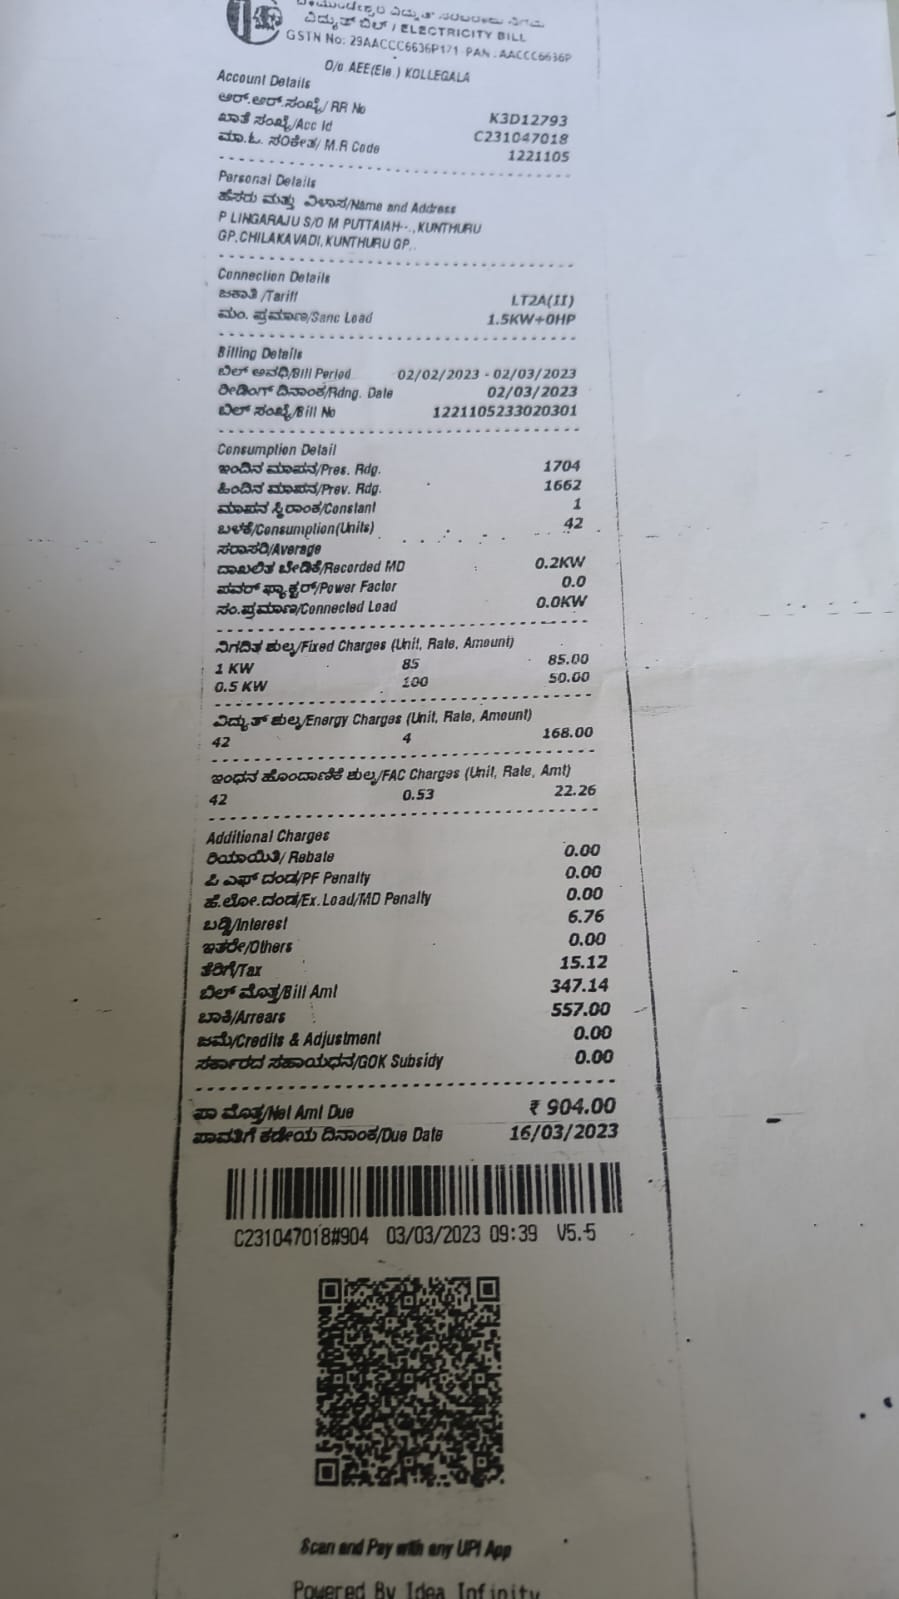 ವಿದ್ಯುತ್ ಬಿಲ್ / ELECTRICITY BILL
GSTN No: 29AACCC6636P1Z1 PAN : AACCC6636P
O/o AEE(Ele.) KOLLEGALA
Account Details
ಆರ್.ಆರ್.ಸಂಖ್ಯೆ/ RR No K3D12793
ಖಾತೆ ಸಂಖ್ಯೆ/Acc Id C231047018
ಮಾ.ಓ. ಸಂಕೇತ/ M.R Code 1221105
Personal Details
ಹೆಸರು ಮತ್ತು ವಿಳಾಸ/Name and Address
P LINGARAJU S/O M PUTTAIAH--.,KUNTHURU
GP,CHILAKAVADI,KUNTHURU GP,
Connection Details
ಜಕಾತಿ /Tariff LT2A(II)
ಮಂ. ಪ್ರಮಾಣ/Sanc Load 1.5KW+0HP
Billing Details
ಬಿಲ್ ಅವಧಿ/Bill Period 02/02/2023 - 02/03/2023
ರೀಡಿಂಗ್ ದಿನಾಂಕ/Rdng. Date 02/03/2023
ಬಿಲ್ ಸಂಖ್ಯೆ/Bill No 1221105233020301
Consumption Detail
ಇಂದಿನ ಮಾಪನ/Pres. Rdg. 1704
ಹಿಂದಿನ ಮಾಪನ/Prev. Rdg. 1662
ಮಾಪನ ಸ್ಥಿರಾಂಕ/Constant 1
ಬಳಕೆ/Consumption(Units) 42
ಸರಾಸರಿ/Average
ದಾಖಲಿತ ಬೇಡಿಕೆ/Recorded MD 0.2KW
ಪವರ್ ಫ್ಯಾಕ್ಟರ್/Power Factor 0.0
ಸಂ.ಪ್ರಮಾಣ/Connected Load 0.0KW
ನಿಗದಿತ ಶುಲ್ಕ/Fixed Charges (Unit, Rate, Amount)
1 KW 85 85.00
0.5 KW 100 50.00
ವಿದ್ಯುತ್ ಶುಲ್ಕ/Energy Charges (Unit, Rate, Amount)
42 4 168.00
ಇಂಧನ ಹೊಂದಾಣಿಕೆ ಶುಲ್ಕ/FAC Charges (Unit, Rate, Amt)
42 0.53 22.26
Additional Charges
ರಿಯಾಯಿತಿ/ Rebate 0.00
ಪಿ ಎಫ್ ದಂಡ/PF Penalty 0.00
ಹೆ.ಲೋ.ದಂಡ/Ex.Load/MD Penalty 0.00
ಬಡ್ಡಿ/Interest 6.76
ಇತರೇ/Others 0.00
ತೆರಿಗೆ/Tax 15.12
ಬಿಲ್ ಮೊತ್ತ/Bill Amt 347.14
ಬಾಕಿ/Arrears 557.00
ಜಮೆ/Credits & Adjustment 0.00
ಸರ್ಕಾರದ ಸಹಾಯಧನ/GOK Subsidy 0.00
ಪಾ ಮೊತ್ತ/Net Amt Due ₹ 904.00
ಪಾವತಿಗೆ ಕಡೇಯ ದಿನಾಂಕ/Due Date 16/03/2023
C231047018#904 03/03/2023 09:39 V5.5
Scan and Pay with any UPI App
Powered By Idea Infinity